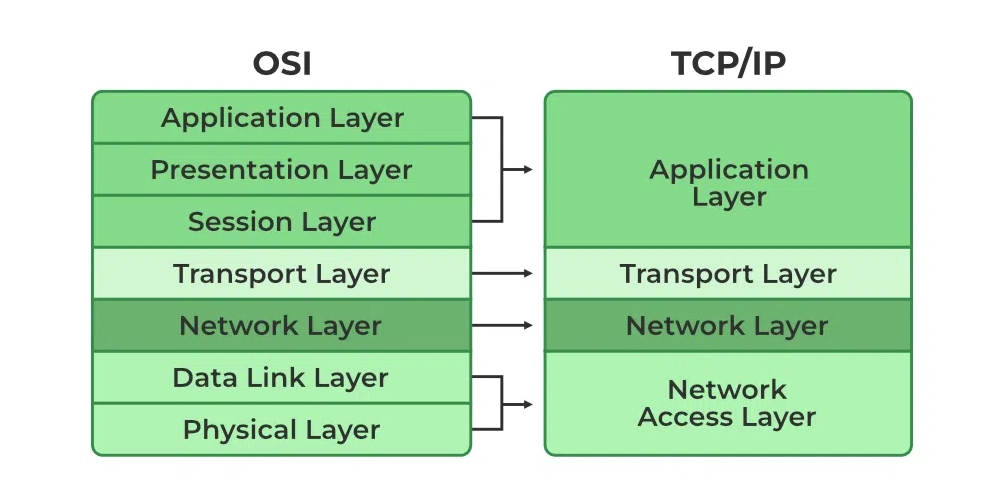 OSI
Application Layer
Presentation Layer
Session Layer
Transport Layer
Network Layer
Data Link Layer
Physical Layer
TCP/IP
Application
Layer
Transport Layer
Network Layer
Network
Access Layer